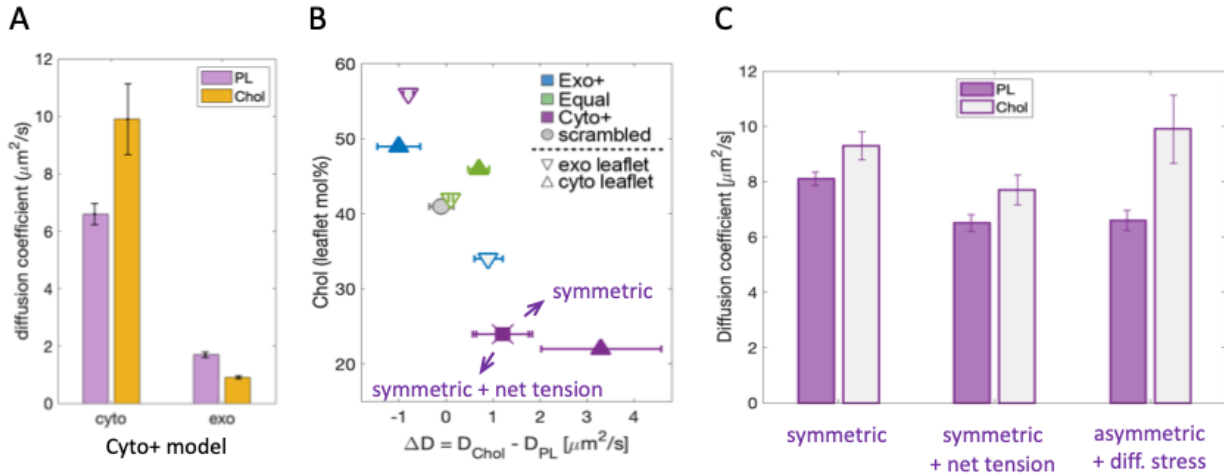 A
12
10
8
6
4
2
0
diffusion coefficient (μm²/s)
PL
Chol
cyto
exo
Cyto+ model
B
60
50
40
30
20
Chol (leaflet mol%)
Exo+
Equal
Cyto+
scrambled
exo leaflet
cyto leaflet
symmetric
symmetric + net tension
-1
0
1
2
3
4
ΔD = D_Chol - D_PL [μm²/s]
C
12
10
8
6
4
2
0
Diffusion coefficient [μm²/s]
PL
Chol
symmetric
symmetric
+ net tension
asymmetric
+ diff. stress